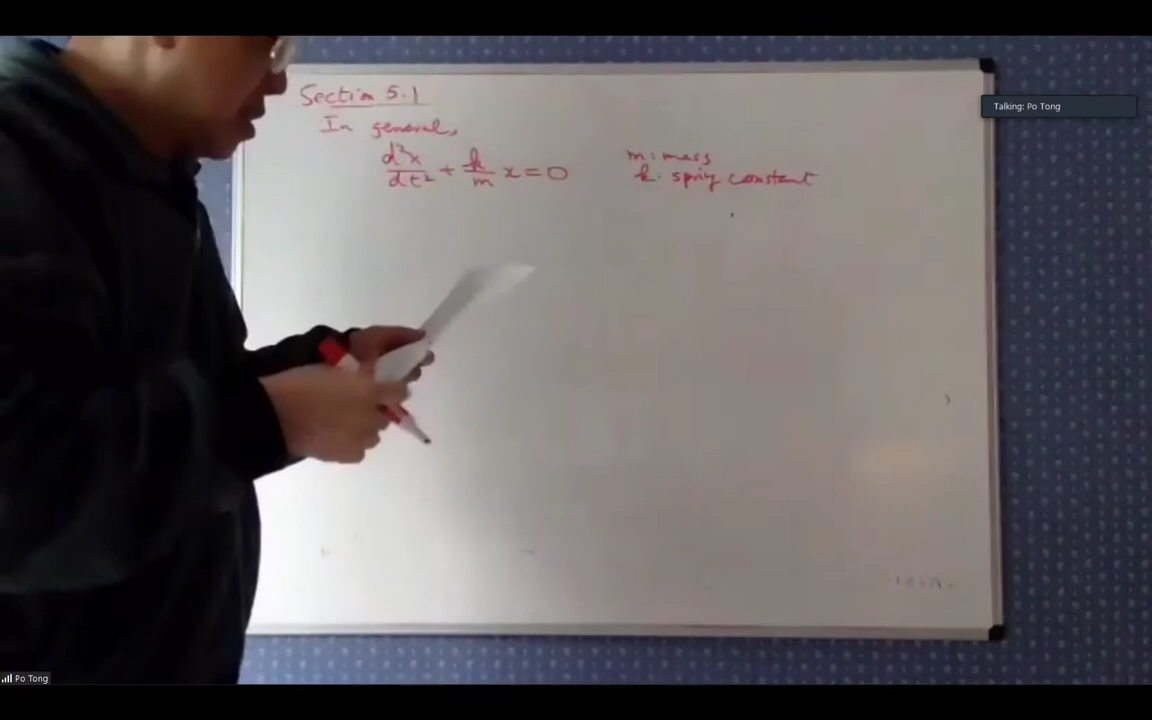 Section 5.1
In general,
d²x/dt² + k/m x = 0
m: mass
k: spring constant
Talking: Po Tong
Po Tong